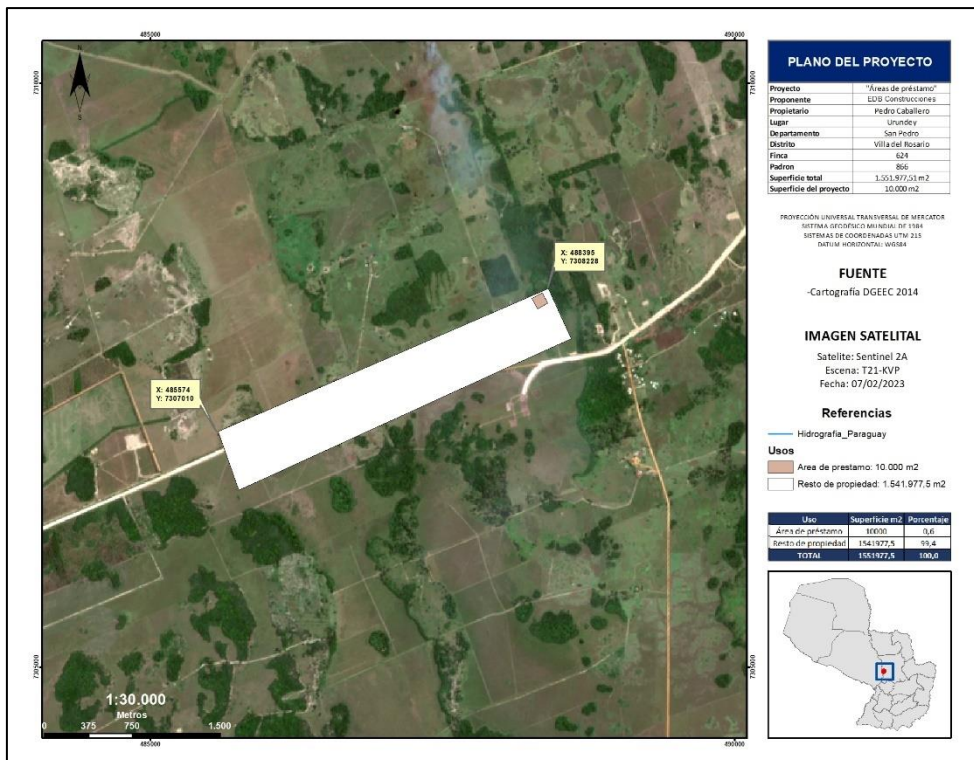 485000
490000
7310000
7310000
N
S
X: 488395
Y: 7308228
X: 485574
Y: 7307010
7305000
7305000
1:30.000
Metros
0 375 750 1.500
485000
490000
PLANO DEL PROYECTO
Proyecto "Áreas de préstamo"
Proponente EDB Construcciones
Propietario Pedro Caballero
Lugar Urundey
Departamento San Pedro
Distrito Villa del Rosario
Finca 624
Padron 866
Superficie total 1.551.977,51 m2
Superficie del proyecto 10.000 m2
PROYECCIÓN UNIVERSAL TRANSVERSAL DE MERCATOR
SISTEMA GEODÉSICO MUNDIAL DE 1984
SISTEMAS DE COORDENADAS UTM 21S
DATUM HORIZONTAL: WGS84
FUENTE
-Cartografía DGEEC 2014
IMAGEN SATELITAL
Satelite: Sentinel 2A
Escena: T21-KVP
Fecha: 07/02/2023
Referencias
Hidrografia_Paraguay
Usos
Area de prestamo: 10.000 m2
Resto de propiedad: 1.541.977,5 m2
Uso Superficie m2 Porcentaje
Área de préstamo 10000 0,6
Resto de propiedad 1541977,5 99,4
TOTAL 1551977,5 100,0